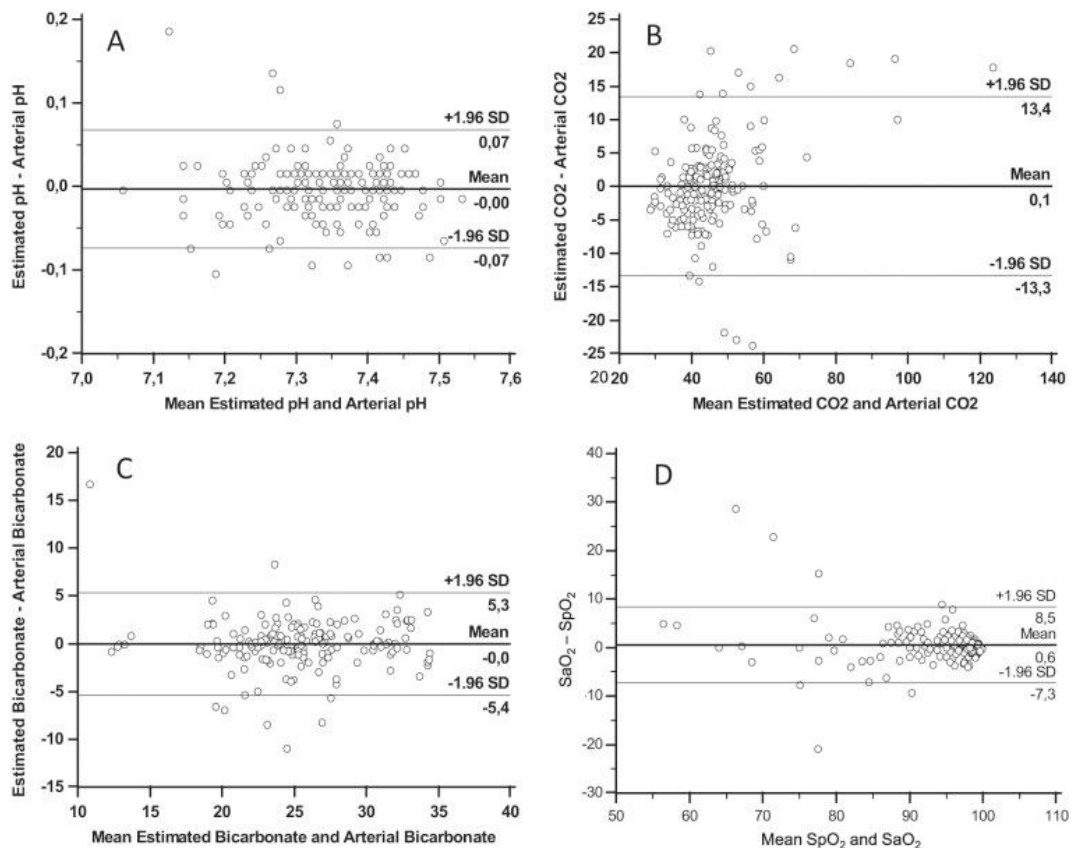 A
Estimated pH - Arterial pH
0,2
0,1
0,0
-0,1
-0,2
+1.96 SD
0,07
Mean
-0,00
-1.96 SD
-0,07
7,0 7,1 7,2 7,3 7,4 7,5 7,6
Mean Estimated pH and Arterial pH
B
Estimated CO2 - Arterial CO2
25
20
15
10
5
0
-5
-10
-15
-20
-25
+1.96 SD
13,4
Mean
0,1
-1.96 SD
-13,3
20 20 40 60 80 100 120 140
Mean Estimated CO2 and Arterial CO2
C
Estimated Bicarbonate - Arterial Bicarbonate
20
15
10
5
0
-5
-10
-15
+1.96 SD
5,3
Mean
-0,0
-1.96 SD
-5,4
10 15 20 25 30 35 40
Mean Estimated Bicarbonate and Arterial Bicarbonate
D
SaO₂ – SpO₂
40
30
20
10
0
-10
-20
-30
+1.96 SD
8,5
Mean
0,6
-1.96 SD
-7,3
50 60 70 80 90 100 110
Mean SpO₂ and SaO₂